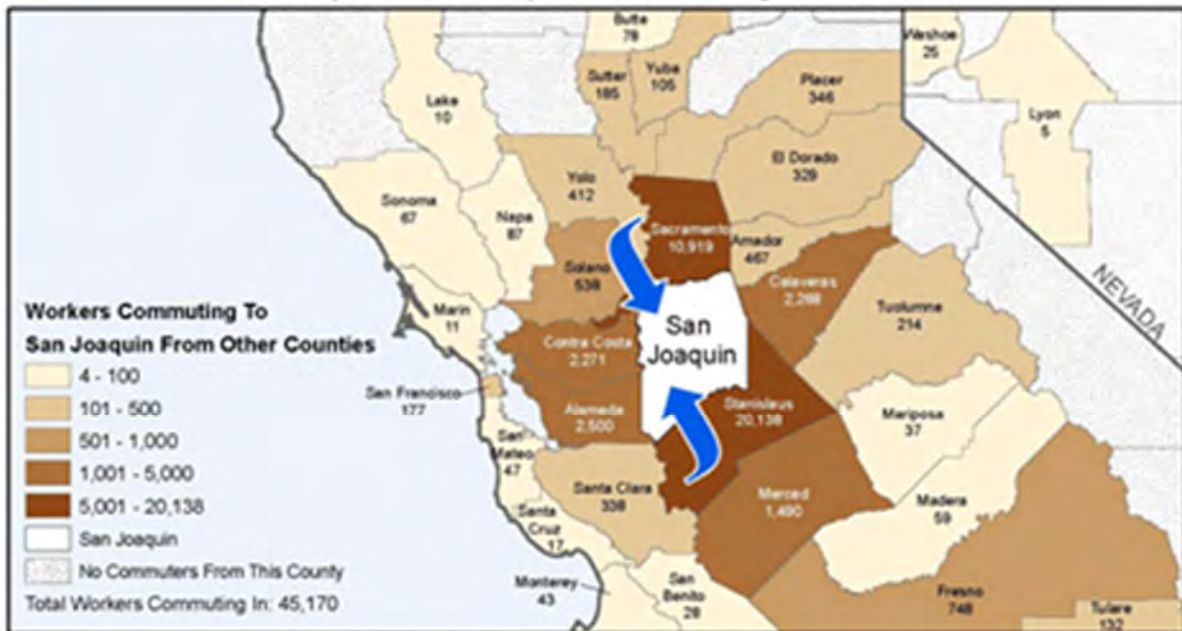 Butte
78
Washoe
25
Sutter
185
Yuba
105
Placer
346
Lake
10
Lyon
5
El Dorado
329
Yolo
412
Sonoma
67
Napa
87
Sacramento
10,919
Amador
467
Solano
538
Calaveras
2,268
NEVADA
Marin
11
Tuolumne
214
San
Joaquin
Contra Costa
2,271
San Francisco
177
Alameda
2,500
Stanislaus
20,138
Mariposa
37
San
Mateo
47
Santa Clara
338
Merced
1,490
Madera
59
Santa
Cruz
17
Monterey
43
San
Benito
28
Fresno
748
Tulare
132
Workers Commuting To
San Joaquin From Other Counties
4 - 100
101 - 500
501 - 1,000
1,001 - 5,000
5,001 - 20,138
San Joaquin
No Commuters From This County
Total Workers Commuting In: 45,170